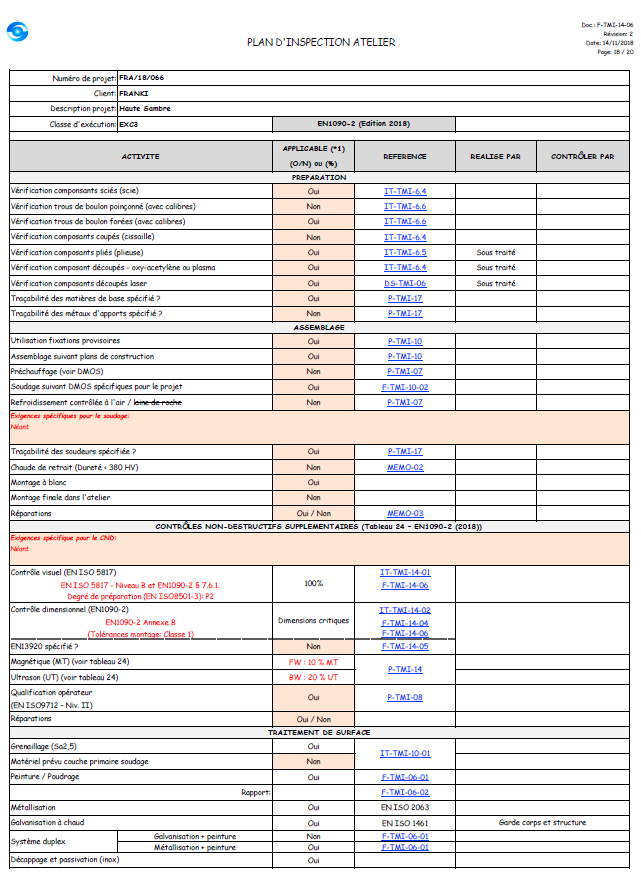 Doc.: F-TMI-14-06
Révision: 2
Date: 14/11/2018
Page: 18 / 20
PLAN D'INSPECTION ATELIER
Numéro de projet: FRA/18/066
Client: FRANKI
Description projet: Haute Sambre
Classe d'exécution: EXC3 EN1090-2 (Edition 2018)
ACTIVITE APPLICABLE (*1) (O/N) ou (%) REFERENCE REALISE PAR CONTRÔLER PAR
PREPARATION
Vérification componsants sciés (scie) Oui IT-TMI-6.4
Vérification trous de boulon poinçonné (avec calibres) Non IT-TMI-6.6
Vérification trous de boulon forées (avec calibres) Oui IT-TMI-6.6
Vérification composants coupés (cissaille) Non IT-TMI-6.4
Vérification composants pliés (plieuse) Oui IT-TMI-6.5 Sous traité
Vérification composant découpés - oxy-acetylène ou plasma Oui IT-TMI-6.4 Sous traité
Vérification composants découpés laser Oui DS-TMI-06 Sous traité
Traçabilité des matières de base spécifié ? Oui P-TMI-17
Traçabilité des métaux d'apports spécifié ? Non P-TMI-17
ASSEMBLAGE
Utilisation fixations provisoires Oui P-TMI-10
Assemblage suivant plans de construction Oui P-TMI-10
Préchauffage (voir DMOS) Non P-TMI-07
Soudage suivant DMOS spécifiques pour le projet Oui F-TMI-10-02
Refroidissement contrôlée à l'air / laine de roche Non P-TMI-07
Exigences spécifiques pour le soudage:
Néant
Traçabilité des soudeurs spécifiée ? Oui P-TMI-17
Chaude de retrait (Dureté < 380 HV) Non MEMO-02
Montage à blanc Oui
Montage finale dans l'atelier Non
Réparations Oui / Non MEMO-03
CONTRÔLES NON-DESTRUCTIFS SUPPLEMENTAIRES (Tableau 24 - EN1090-2 (2018))
Exigences spécifique pour le CND:
Néant
Contrôle visuel (EN ISO 5817) 100% IT-TMI-14-01
EN ISO 5817 - Niveau B et EN1090-2 § 7.6.1. F-TMI-14-06
Degré de préparation (EN ISO8501-3): P2
Contrôle dimensionnel (EN1090-2) Dimensions critiques IT-TMI-14-02
EN1090-2 Annexe B F-TMI-14-04
(Tolérances montage: Classe 1) F-TMI-14-06
EN13920 spécifié ? Non F-TMI-14-05
Magnétique (MT) (voir tableau 24) FW : 10 % MT P-TMI-14
Ultrason (UT) (voir tableau 24) BW : 20 % UT
Qualification opérateur Oui P-TMI-08
(EN ISO9712 - Niv. II)
Réparations Oui / Non
TRAITEMENT DE SURFACE
Grenaillage (Sa2,5) Oui IT-TMI-10-01
Matériel prévu couche primaire soudage Non
Peinture / Poudrage Oui F-TMI-06-01
Rapport: F-TMI-06-02
Métallisation Oui EN ISO 2063
Galvanisation à chaud Oui EN ISO 1461 Garde corps et structure
Système duplex Galvanisation + peinture Non F-TMI-06-01
Métallisation + peinture Oui F-TMI-06-01
Décappage et passivation (inox) Oui